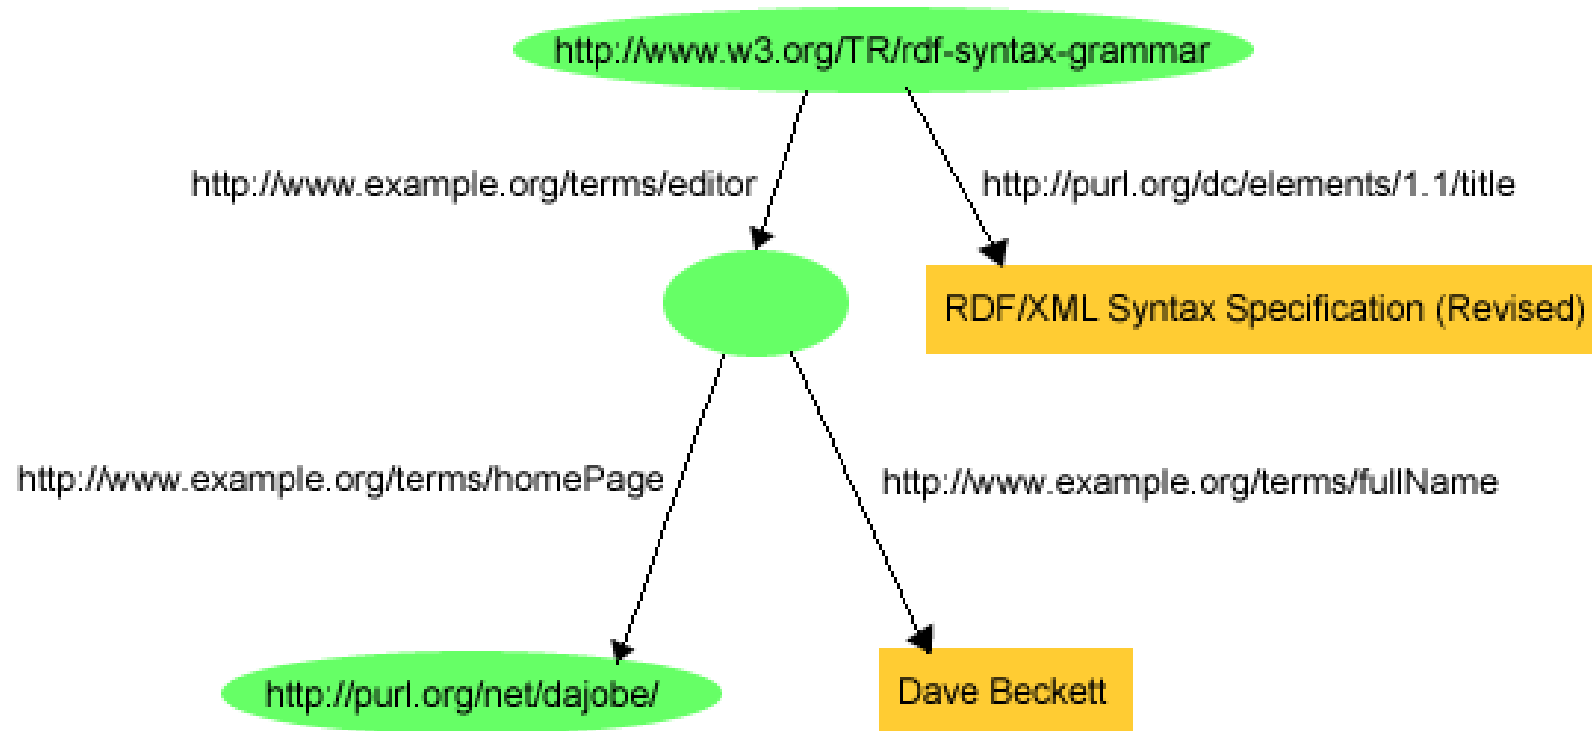 http://www.w3.org/TR/rdf-syntax-grammar
http://www.example.org/terms/editor
http://purl.org/dc/elements/1.1/title
RDF/XML Syntax Specification (Revised)
http://www.example.org/terms/homePage
http://www.example.org/terms/fullName
http://purl.org/net/dajobe/
Dave Beckett